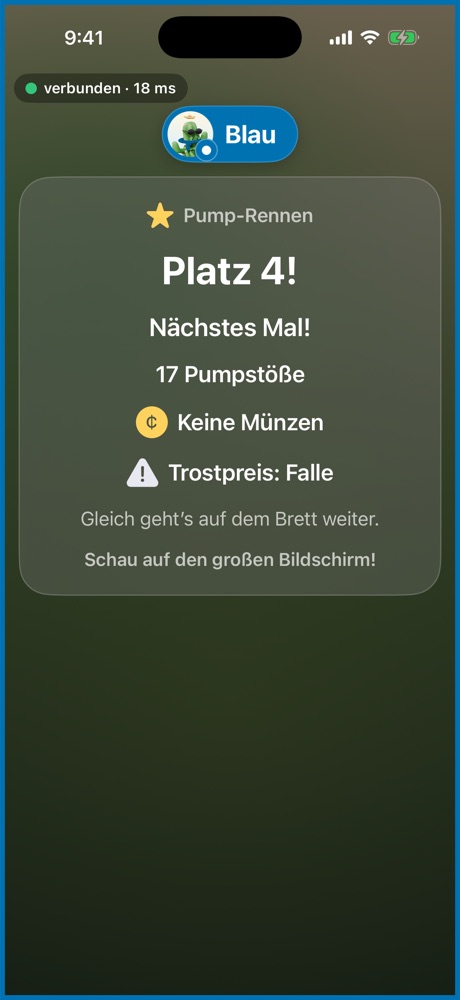 9:41
verbunden · 18 ms
Blau
Pump-Rennen
Platz 4!
Nächstes Mal!
17 Pumpstöße
¢ Keine Münzen
Trostpreis: Falle
Gleich geht’s auf dem Brett weiter.
Schau auf den großen Bildschirm!